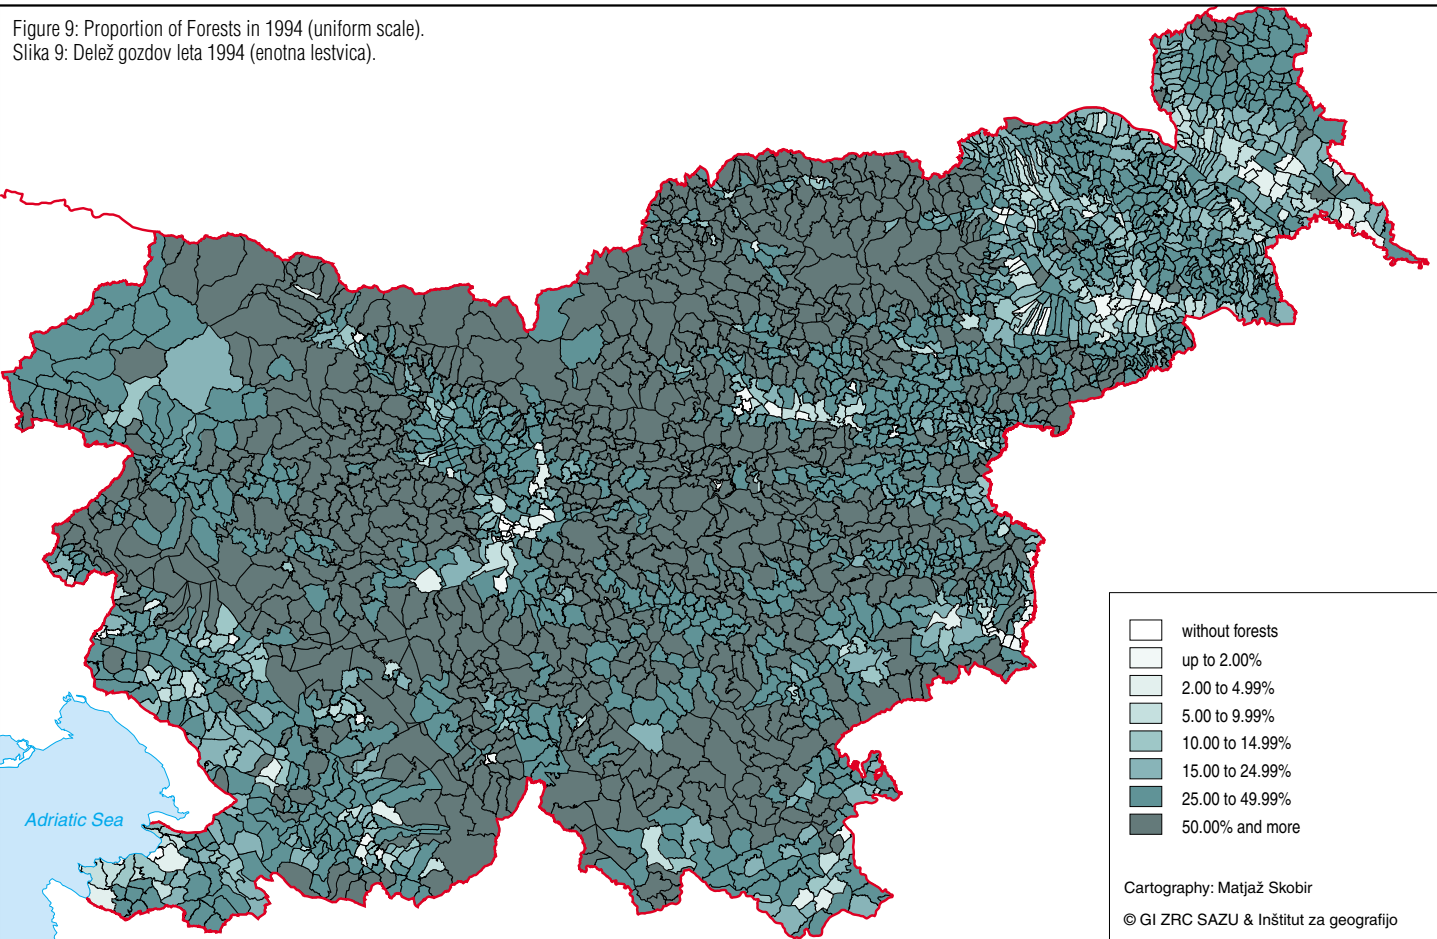 Figure 9: Proportion of Forests in 1994 (uniform scale).
Slika 9: Delež gozdov leta 1994 (enotna lestvica).
Adriatic Sea
without forests
up to 2.00%
2.00 to 4.99%
5.00 to 9.99%
10.00 to 14.99%
15.00 to 24.99%
25.00 to 49.99%
50.00% and more
Cartography: Matjaž Skobir
© GI ZRC SAZU & Inštitut za geografijo